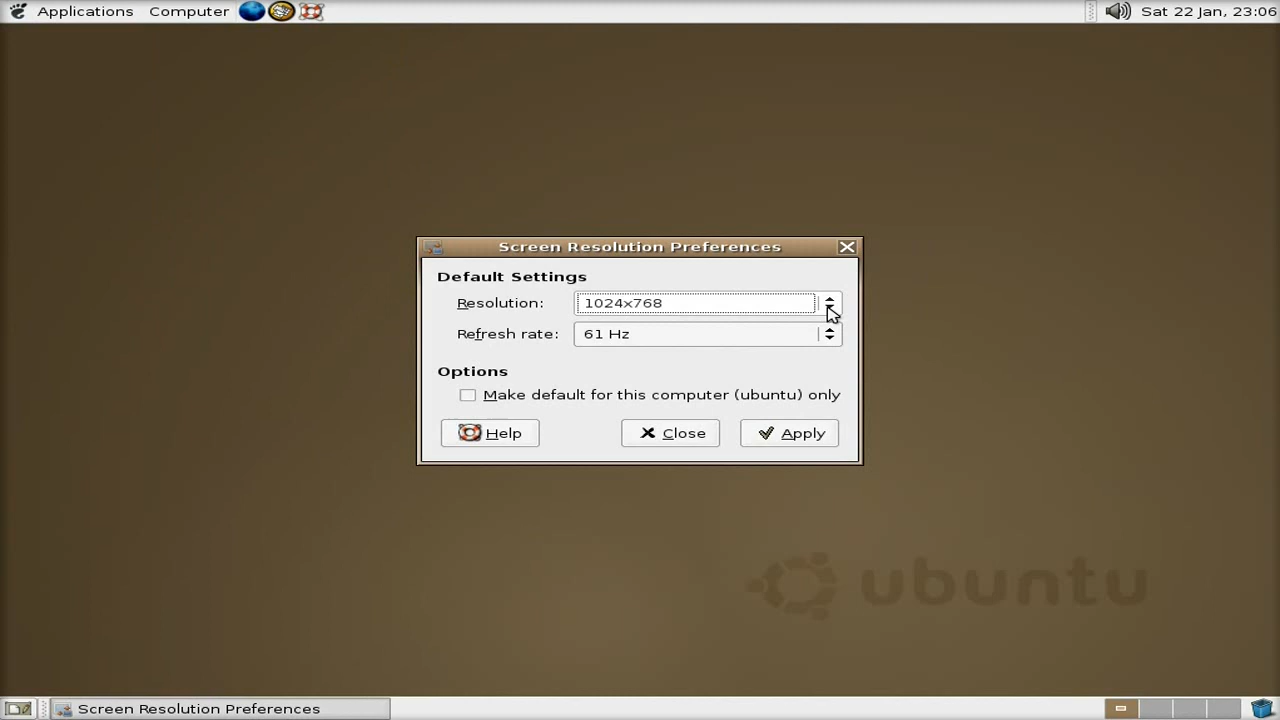 Applications Computer Sat 22 Jan, 23:06
Screen Resolution Preferences
Default Settings
Resolution: 1024x768
Refresh rate: 61 Hz
Options
Make default for this computer (ubuntu) only
Help Close Apply
ubuntu
Screen Resolution Preferences